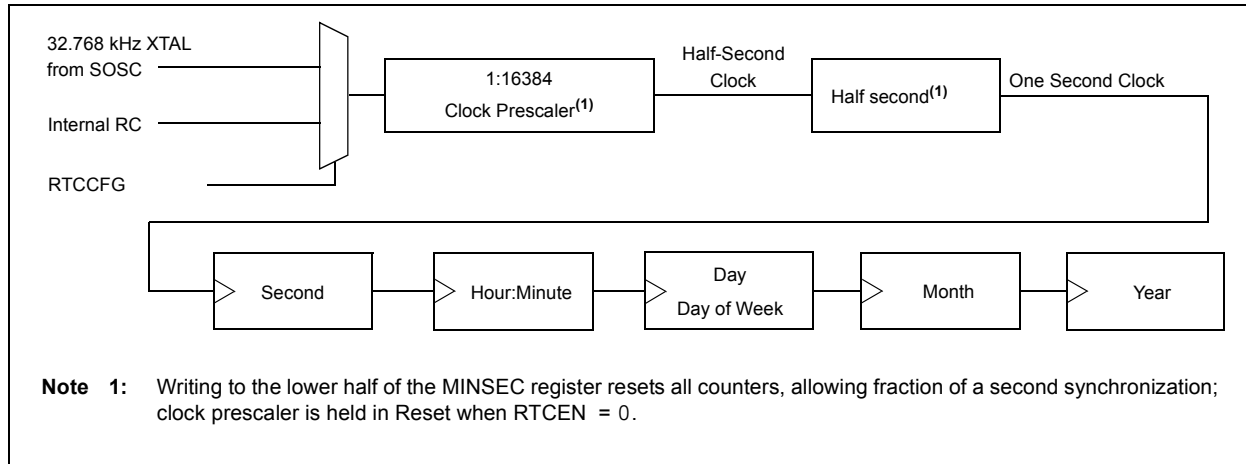 32.768 kHz XTAL
from SOSC
Internal RC
RTCCFG
1:16384
Clock Prescaler(1)
Half-Second
Clock
Half second(1)
One Second Clock
Second
Hour:Minute
Day
Day of Week
Month
Year
Note 1: Writing to the lower half of the MINSEC register resets all counters, allowing fraction of a second synchronization;
clock prescaler is held in Reset when RTCEN = 0.